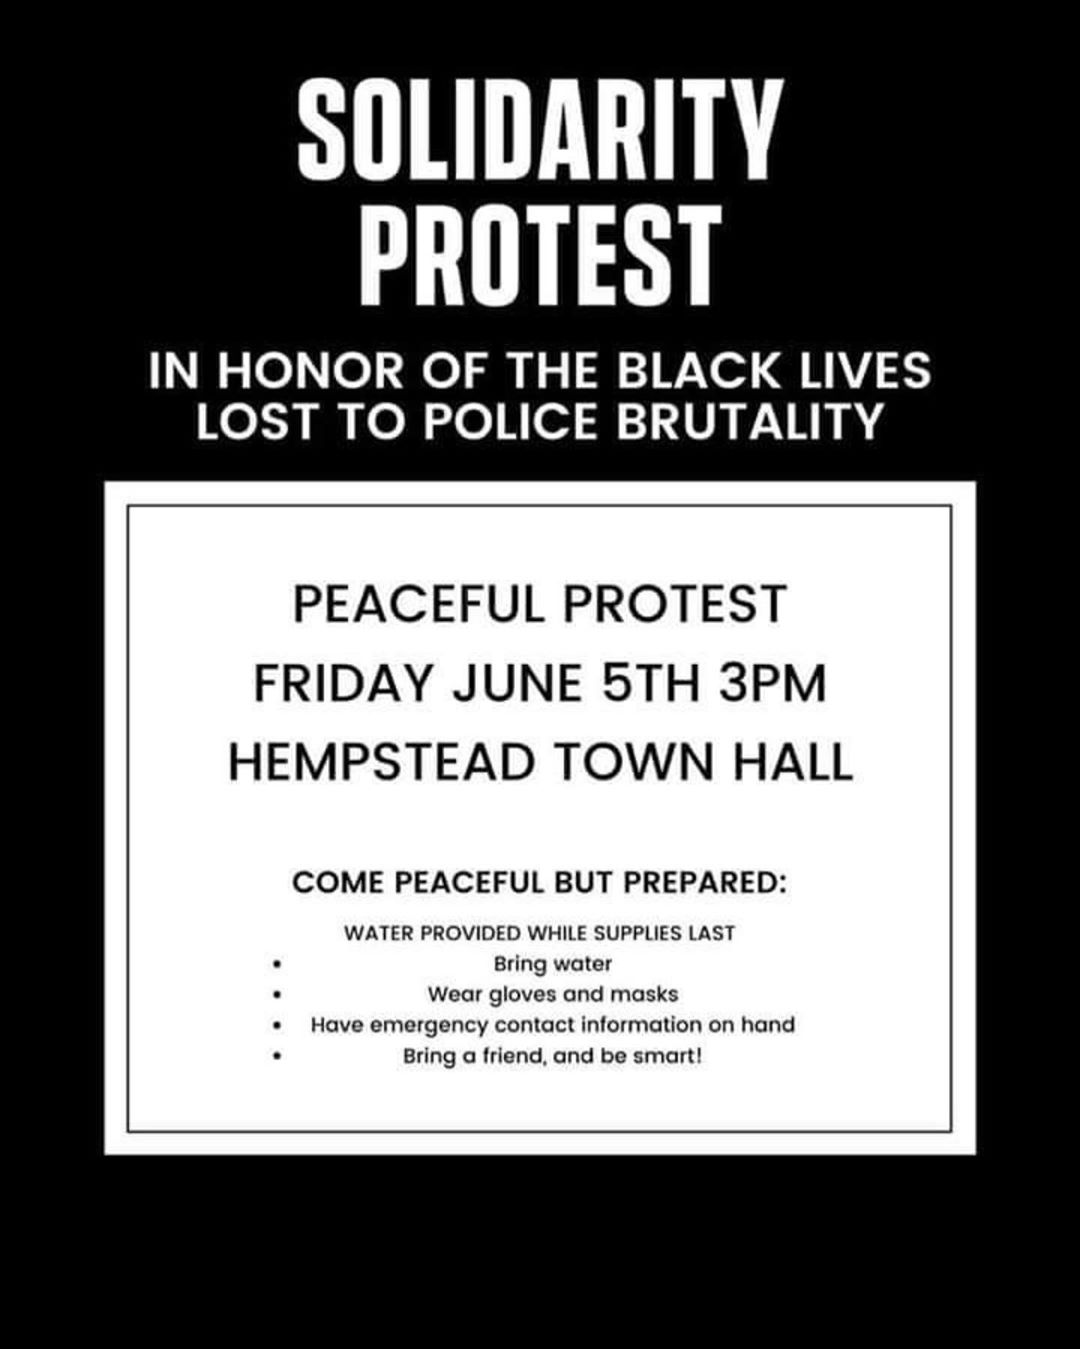 SOLIDARITY
PROTEST
IN HONOR OF THE BLACK LIVES
LOST TO POLICE BRUTALITY
PEACEFUL PROTEST
FRIDAY JUNE 5TH 3PM
HEMPSTEAD TOWN HALL
COME PEACEFUL BUT PREPARED:
WATER PROVIDED WHILE SUPPLIES LAST
• Bring water
• Wear gloves and masks
• Have emergency contact information on hand
• Bring a friend, and be smart!